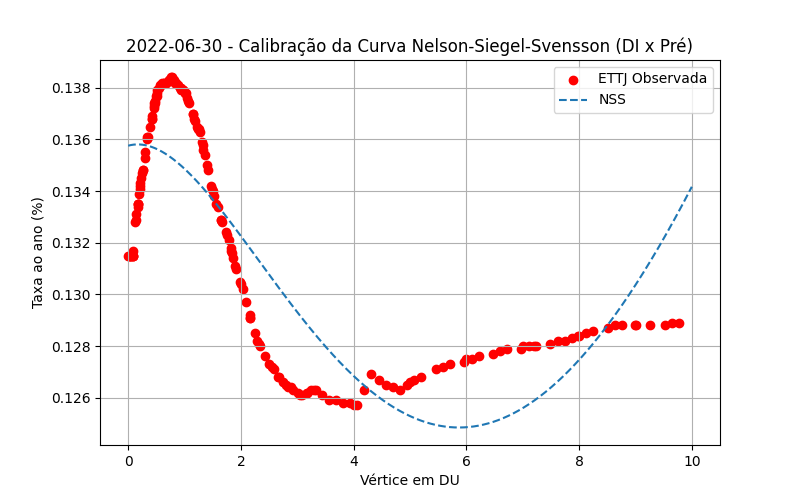 2022-06-30 - Calibração da Curva Nelson-Siegel-Svensson (DI x Pré)
ETTJ Observada
NSS
Taxa ao ano (%)
0.138
0.136
0.134
0.132
0.130
0.128
0.126
0 2 4 6 8 10
Vértice em DU